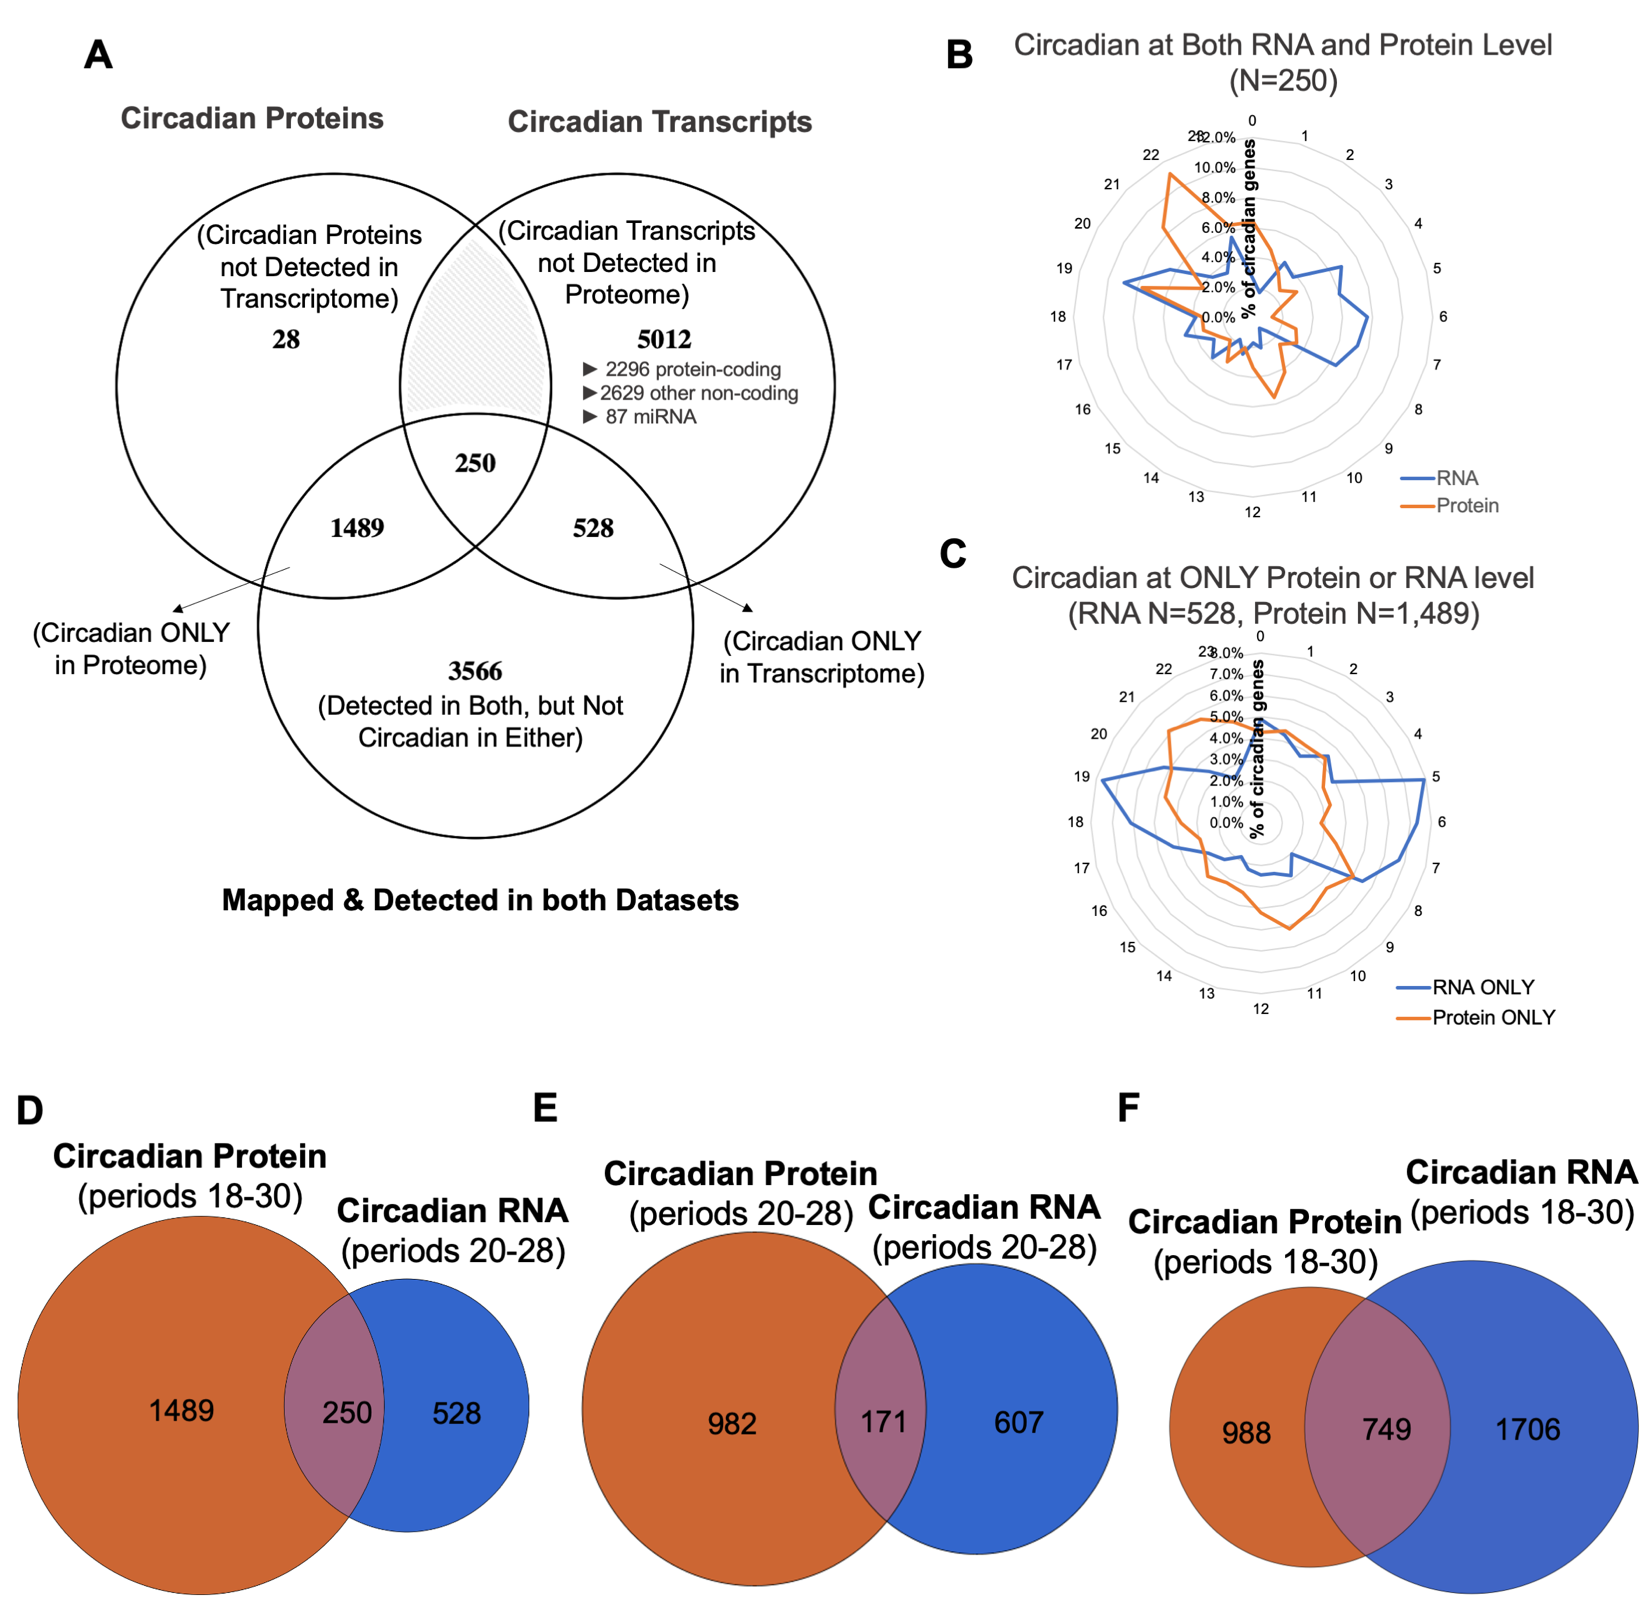 A
Circadian Proteins
Circadian Transcripts
(Circadian Proteins
not Detected in
Transcriptome)
28
(Circadian Transcripts
not Detected in
Proteome)
5012
► 2296 protein-coding
►2629 other non-coding
► 87 miRNA
250
1489
528
(Circadian ONLY
in Proteome)
(Circadian ONLY
in Transcriptome)
3566
(Detected in Both, but Not
Circadian in Either)
Mapped & Detected in both Datasets
B
Circadian at Both RNA and Protein Level
(N=250)
0
1
2
3
4
5
6
7
8
9
10
11
12
13
14
15
16
17
18
19
20
21
22
23
12.0%
10.0%
8.0%
6.0%
4.0%
2.0%
0.0%
% of circadian genes
RNA
Protein
C
Circadian at ONLY Protein or RNA level
(RNA N=528, Protein N=1,489)
0
1
2
3
4
5
6
7
8
9
10
11
12
13
14
15
16
17
18
19
20
21
22
23
8.0%
7.0%
6.0%
5.0%
4.0%
3.0%
2.0%
1.0%
0.0%
% of circadian genes
RNA ONLY
Protein ONLY
D
Circadian Protein
(periods 18-30)
Circadian RNA
(periods 20-28)
1489
250
528
E
Circadian Protein
(periods 20-28)
Circadian RNA
(periods 20-28)
982
171
607
F
Circadian RNA
(periods 18-30)
Circadian Protein
(periods 18-30)
988
749
1706